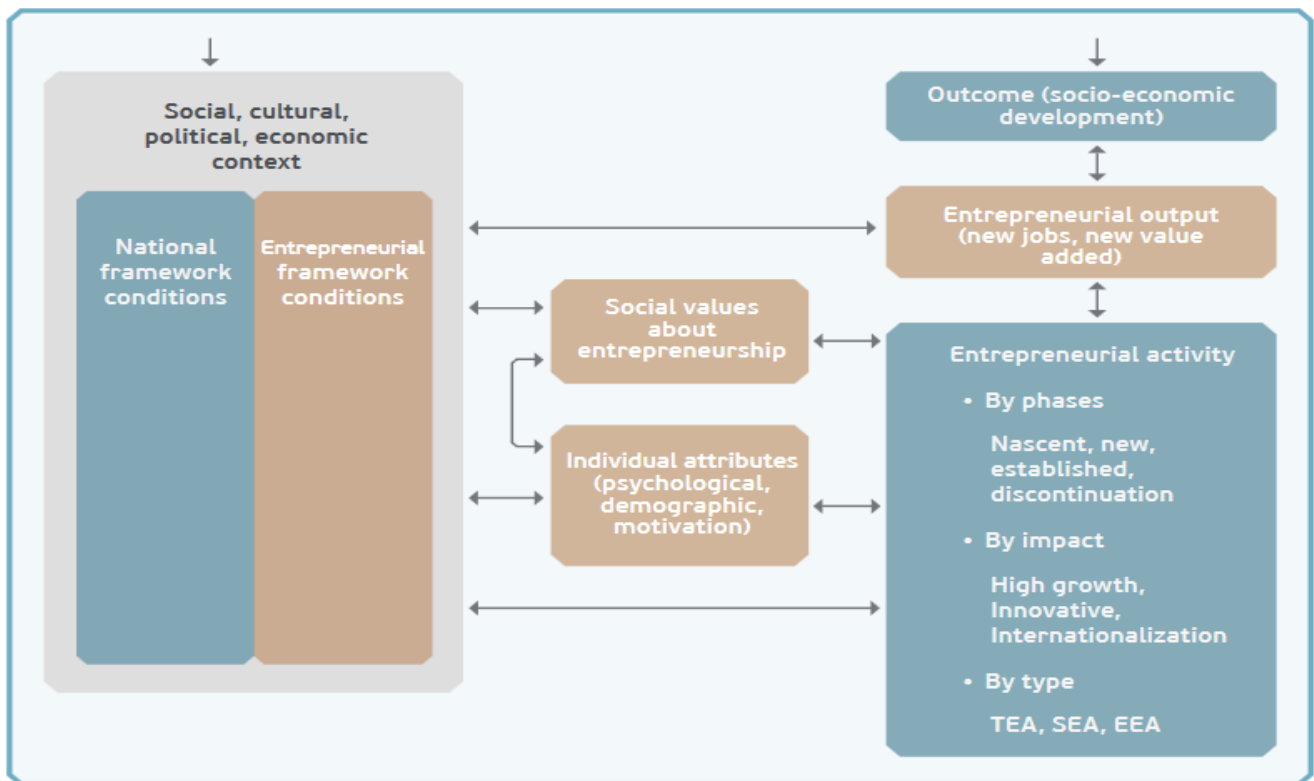 Social, cultural,
political, economic
context
National
framework
conditions
Entrepreneurial
framework
conditions
Social values
about
entrepreneurship
Individual attributes
(psychological,
demographic,
motivation)
Outcome (socio-economic
development)
Entrepreneurial output
(new jobs, new value
added)
Entrepreneurial activity
• By phases
Nascent, new,
established,
discontinuation
• By impact
High growth,
Innovative,
Internationalization
• By type
TEA, SEA, EEA